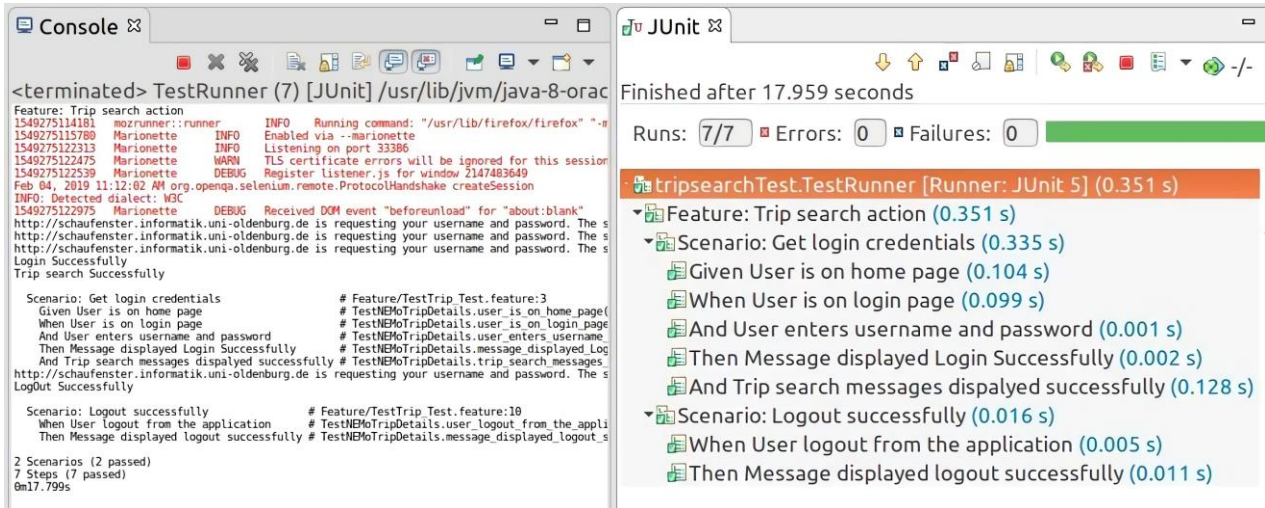 Console
<terminated> TestRunner (7) [JUnit] /usr/lib/jvm/java-8-orac
Feature: Trip search action
1549275114181 mozrunner::runner INFO Running command: "/usr/lib/firefox/firefox"
1549275115780 Marionette INFO Enabled via --marionette
1549275122313 Marionette INFO Listening on port 33386
1549275122475 Marionette WARN TLS certificate errors will be ignored for this session
1549275122539 Marionette DEBUG Register listener.js for window 2147483649
Feb 04, 2019 11:12:02 AM org.openqa.selenium.remote.ProtocolHandshake createSession
INFO: Detected dialect: W3C
1549275122975 Marionette DEBUG Received DOM event "beforeunload" for "about:blank"
http://schaufenster.informatik.uni-oldenburg.de is requesting your username and password. The s
http://schaufenster.informatik.uni-oldenburg.de is requesting your username and password. The s
http://schaufenster.informatik.uni-oldenburg.de is requesting your username and password. The s
Login Successfully
Trip search Successfully
Scenario: Get login credentials # Feature/TestTrip_Test.feature:3
Given User is on home page # TestNEMoTripDetails.user_is_on_home_page(
When User is on login page # TestNEMoTripDetails.user_is_on_login_page
And User enters username and password # TestNEMoTripDetails.user_enters_username_
Then Message displayed Login Successfully # TestNEMoTripDetails.message_displayed_Log
And Trip search messages dispalyed successfully # TestNEMoTripDetails.trip_search_messages_
http://schaufenster.informatik.uni-oldenburg.de is requesting your username and password. The s
LogOut Successfully
Scenario: Logout successfully # Feature/TestTrip_Test.feature:10
When User logout from the application # TestNEMoTripDetails.user_logout_from_the_appli
Then Message displayed logout successfully # TestNEMoTripDetails.message_displayed_logout_s
2 Scenarios (2 passed)
7 Steps (7 passed)
0m17.799s
JUnit
-/-
Finished after 17.959 seconds
Runs: 7/7 Errors: 0 Failures: 0
tripsearchTest.TestRunner [Runner: JUnit 5] (0.351 s)
Feature: Trip search action (0.351 s)
Scenario: Get login credentials (0.335 s)
Given User is on home page (0.104 s)
When User is on login page (0.099 s)
And User enters username and password (0.001 s)
Then Message displayed Login Successfully (0.002 s)
And Trip search messages dispalyed successfully (0.128 s)
Scenario: Logout successfully (0.016 s)
When User logout from the application (0.005 s)
Then Message displayed logout successfully (0.011 s)